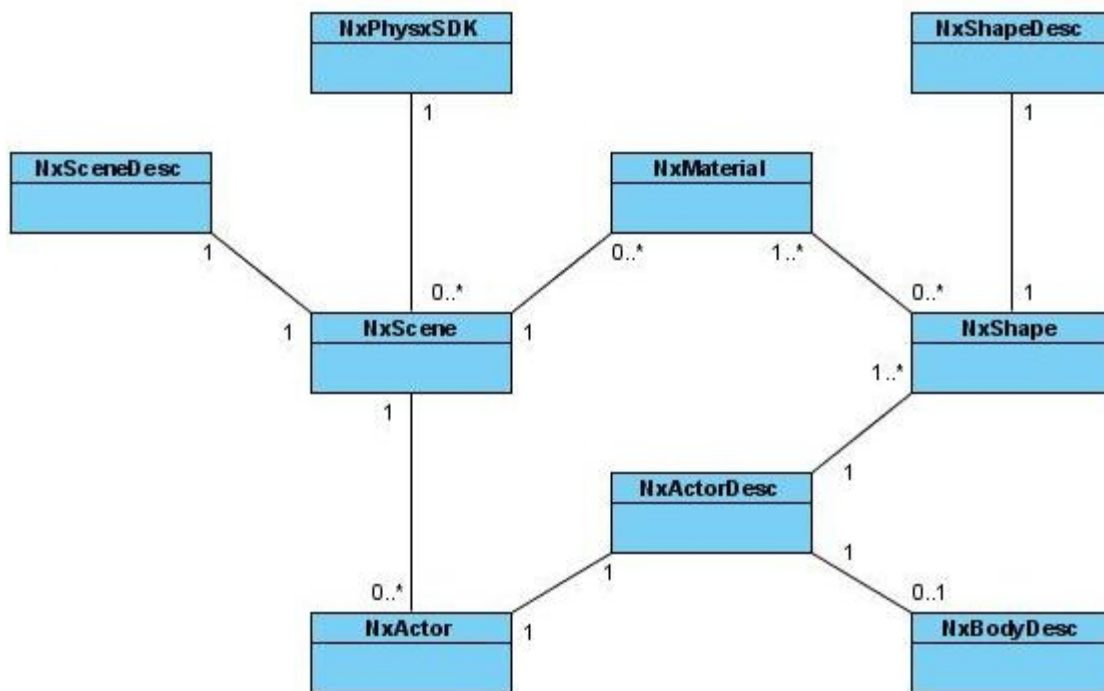 NxPhysxSDK
NxShapeDesc
1
1
NxSceneDesc
NxMaterial
1
0..*
1..*
0..*
0..*
1
1
NxScene
1
NxShape
1
1..*
NxActorDesc
1
1
1
0..*
0..1
NxActor
1
NxBodyDesc